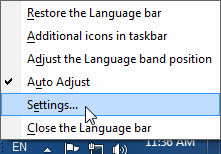 Restore the Language bar
Additional icons in taskbar
Adjust the Language band position
Auto Adjust
Settings...
Close the Language bar
EN
11:36 AM